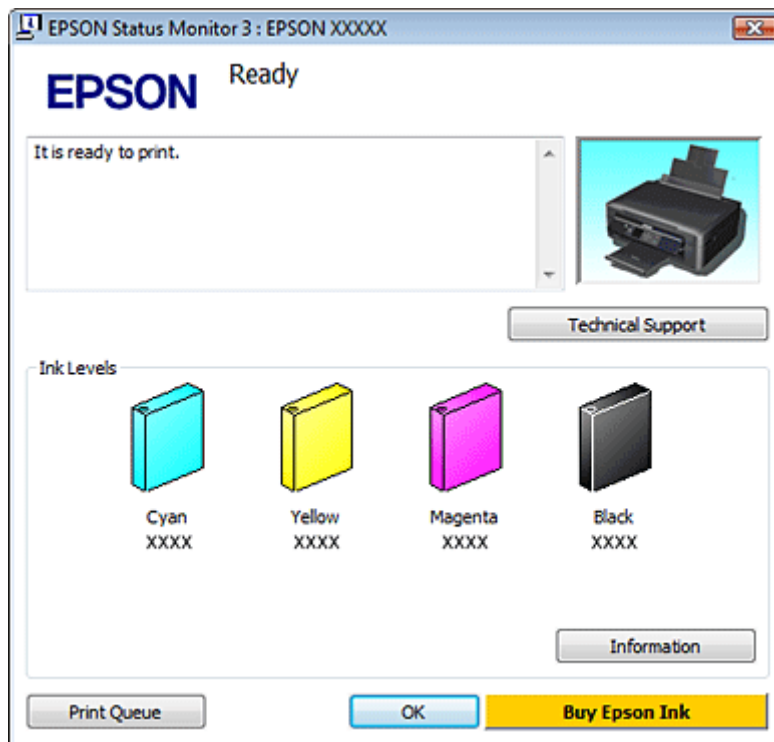 EPSON Status Monitor 3 : EPSON XXXXX
EPSON
Ready
It is ready to print.
Technical Support
Ink Levels
Cyan
Yellow
Magenta
Black
XXXX
XXXX
XXXX
XXXX
Information
Print Queue
OK
Buy Epson Ink